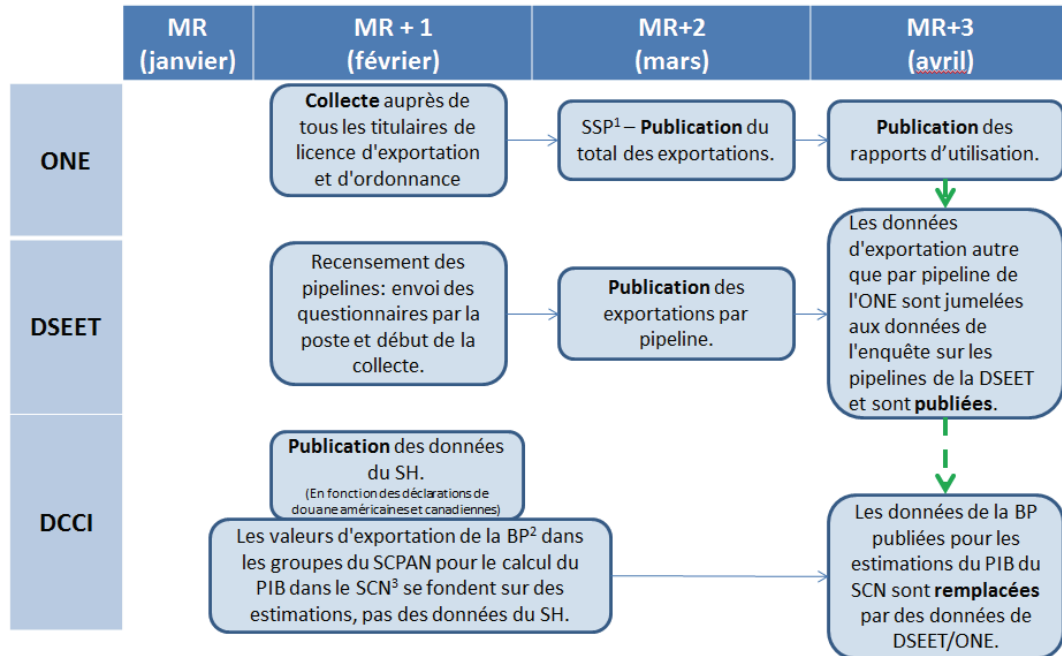 MR
(janvier)
MR + 1
(février)
MR+2
(mars)
MR+3
(avril)
ONE
Collecte auprès de
tous les titulaires de
licence d'exportation
et d'ordonnance
SSP¹ – Publication du
total des exportations.
Publication des
rapports d’utilisation.
DSEET
Recensement des
pipelines: envoi des
questionnaires par la
poste et début de la
collecte.
Publication des
exportations par
pipeline.
Les données
d'exportation autre
que par pipeline de
l'ONE sont jumelées
aux données de
l'enquête sur les
pipelines de la DSEET
et sont publiées.
DCCI
Publication des données
du SH.
(En fonction des déclarations de
douane américaines et canadiennes)
Les valeurs d'exportation de la BP² dans
les groupes du SCPAN pour le calcul du
PIB dans le SCN³ se fondent sur des
estimations, pas des données du SH.
Les données de la BP
publiées pour les
estimations du PIB du
SCN sont remplacées
par des données de
DSEET/ONE.